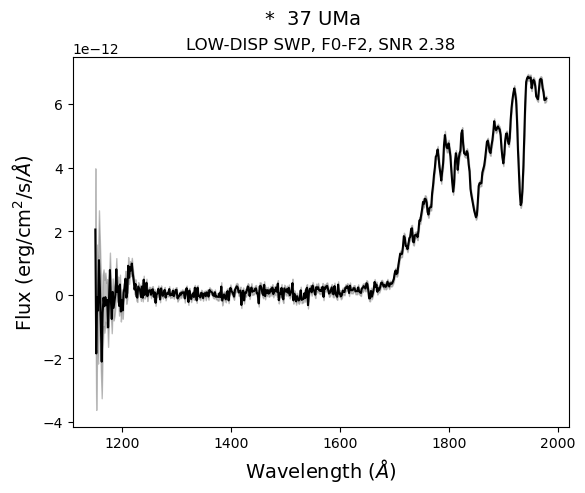 *  37 UMa
LOW-DISP SWP, F0-F2, SNR 2.38
1e−12
Flux (erg/cm²/s/Å)
6
4
2
0
−2
−4
1200 1400 1600 1800 2000
Wavelength (Å)